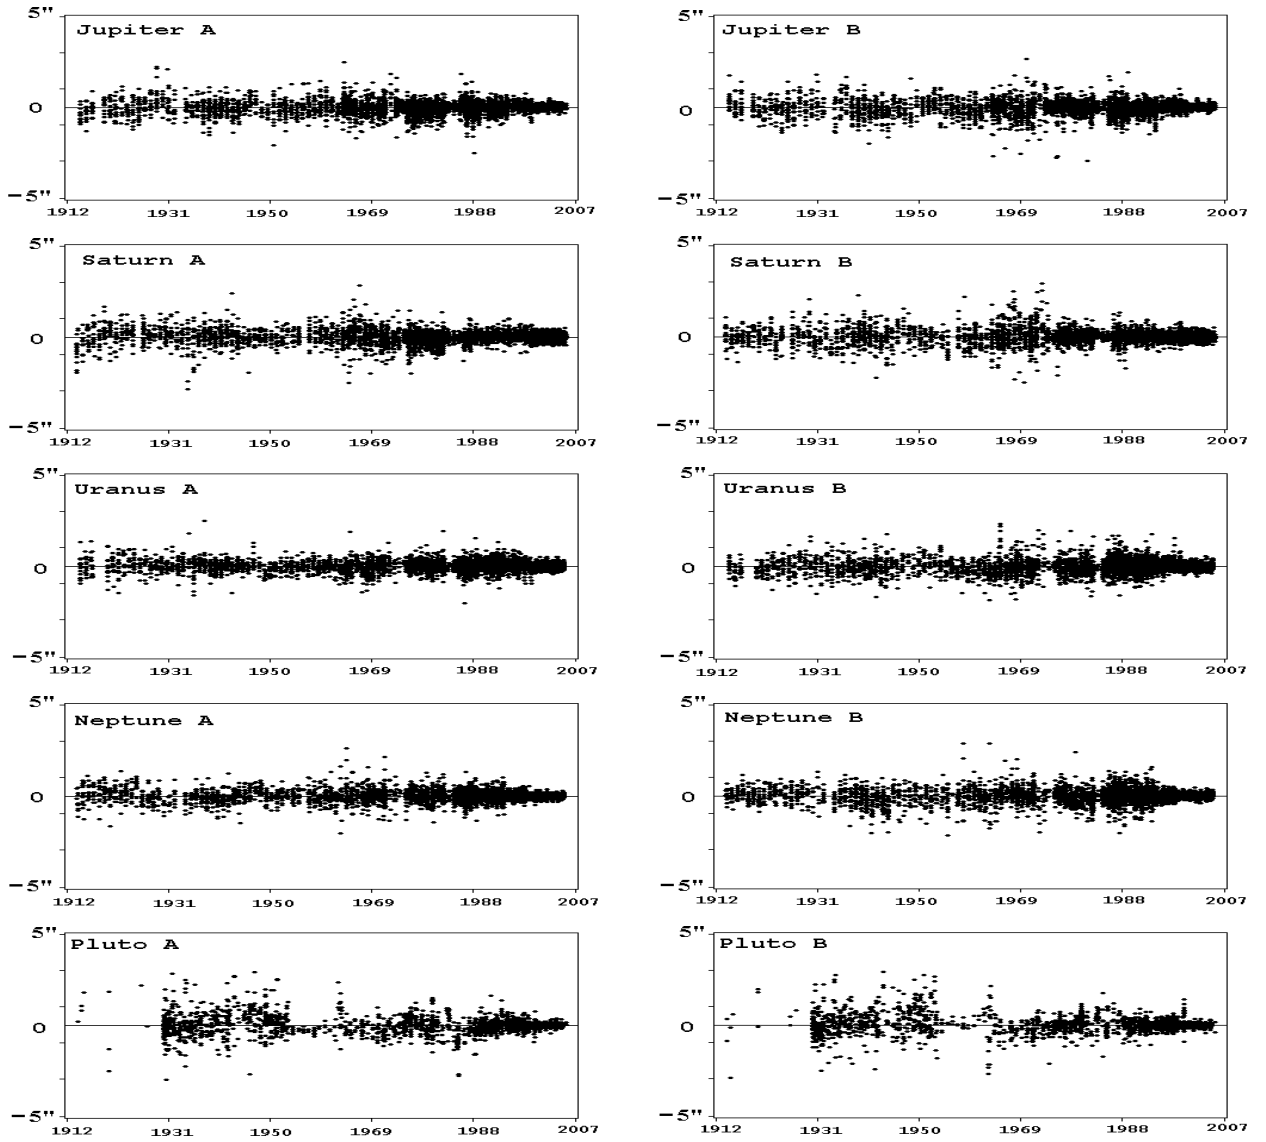 5" Jupiter A
0
-5"
1912 1931 1950 1969 1988 2007
5" Jupiter B
0
-5"
1912 1931 1950 1969 1988 2007
5"
Saturn A
0
-5"
1912 1931 1950 1969 1988 2007
5"
Saturn B
0
-5"
1912 1931 1950 1969 1988 2007
5"
Uranus A
0
-5"
1912 1931 1950 1969 1988 2007
5"
Uranus B
0
-5"
1912 1931 1950 1969 1988 2007
5"
Neptune A
0
-5"
1912 1931 1950 1969 1988 2007
5"
Neptune B
0
-5"
1912 1931 1950 1969 1988 2007
5"
Pluto A
0
-5"
1912 1931 1950 1969 1988 2007
5"
Pluto B
0
-5"
1912 1931 1950 1969 1988 2007